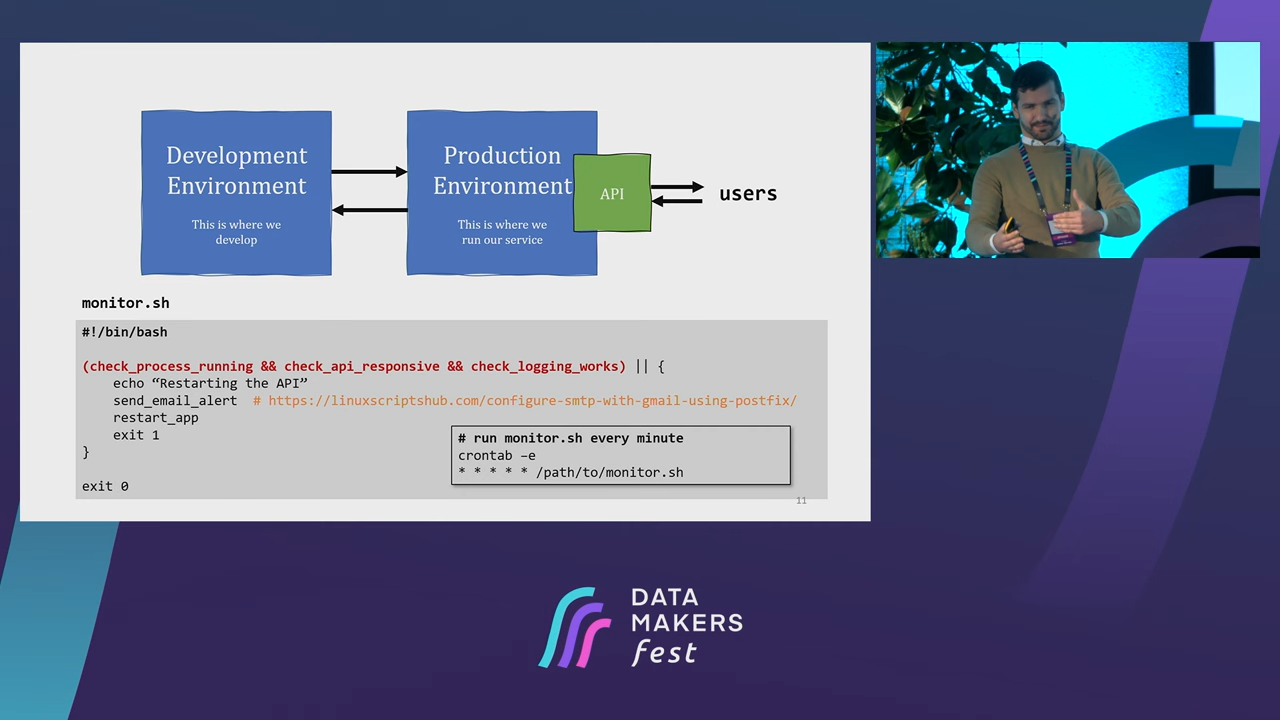 Development
Environment
This is where we
develop
Production
Environment
This is where we
run our service
API
users
monitor.sh
#!/bin/bash
(check_process_running && check_api_responsive && check_logging_works) || {
echo “Restarting the API”
send_email_alert # https://linuxscriptshub.com/configure-smtp-with-gmail-using-postfix/
restart_app
exit 1
}
exit 0
# run monitor.sh every minute
crontab –e
* * * * * /path/to/monitor.sh
11
DATA
MAKERS
fest